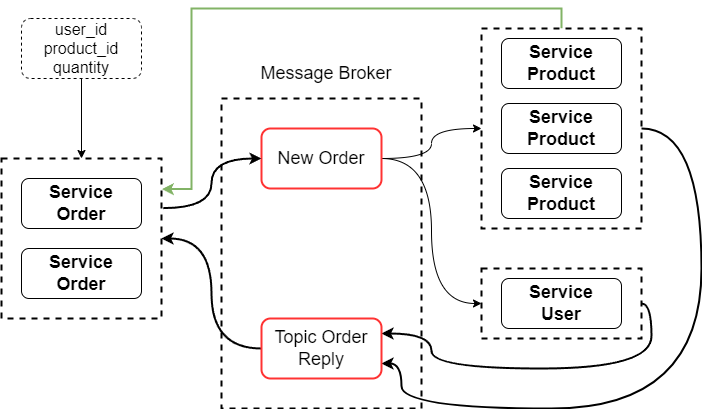 user_id
product_id
quantity
Message Broker
Service
Product
Service
Product
Service
Product
New Order
Service
Order
Service
Order
Service
User
Topic Order
Reply